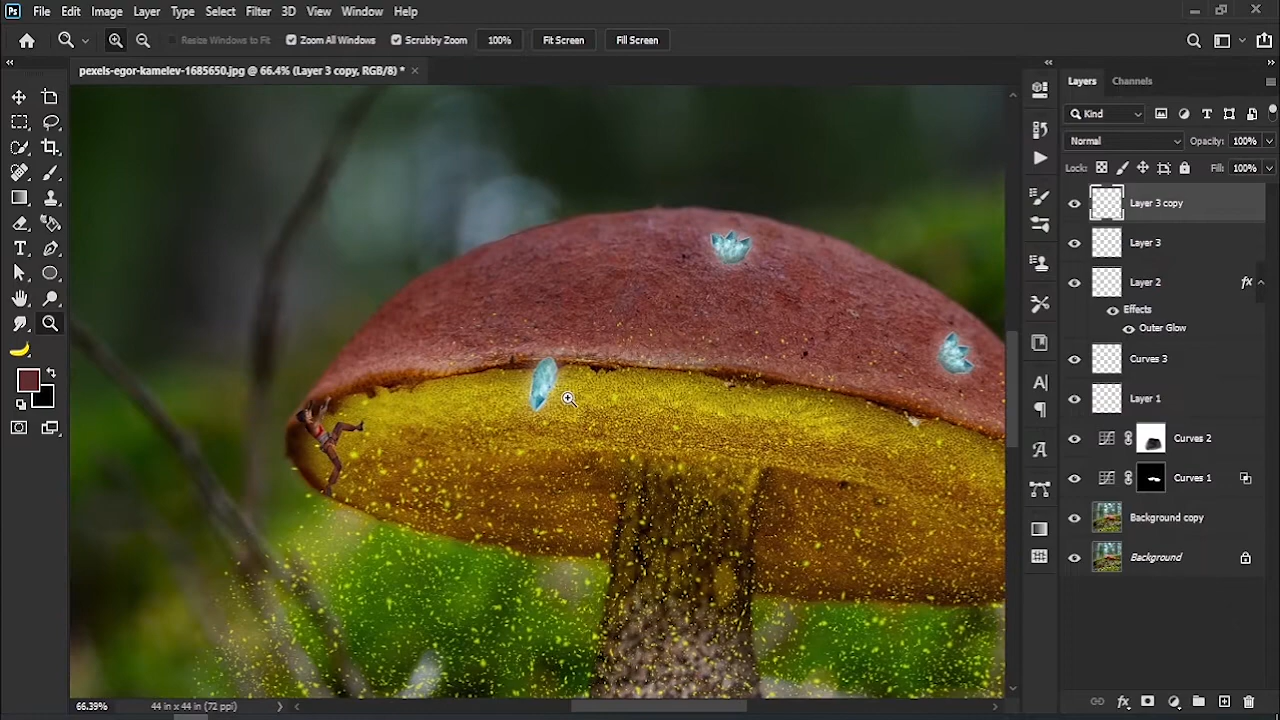 Ps File Edit Image Layer Type Select Filter 3D View Window Help
Resize Windows to Fit Zoom All Windows Scrubby Zoom 100% Fit Screen Fill Screen
pexels-egor-kamelev-1685650.jpg @ 66.4% (Layer 3 copy, RGB/8) *
Layers Channels
Kind
Normal Opacity: 100%
Lock: Fill: 100%
Layer 3 copy
Layer 3
Layer 2 fx
Effects
Outer Glow
Curves 3
Layer 1
Curves 2
Curves 1
Background copy
Background
66.39% 44 in x 44 in (72 ppi)